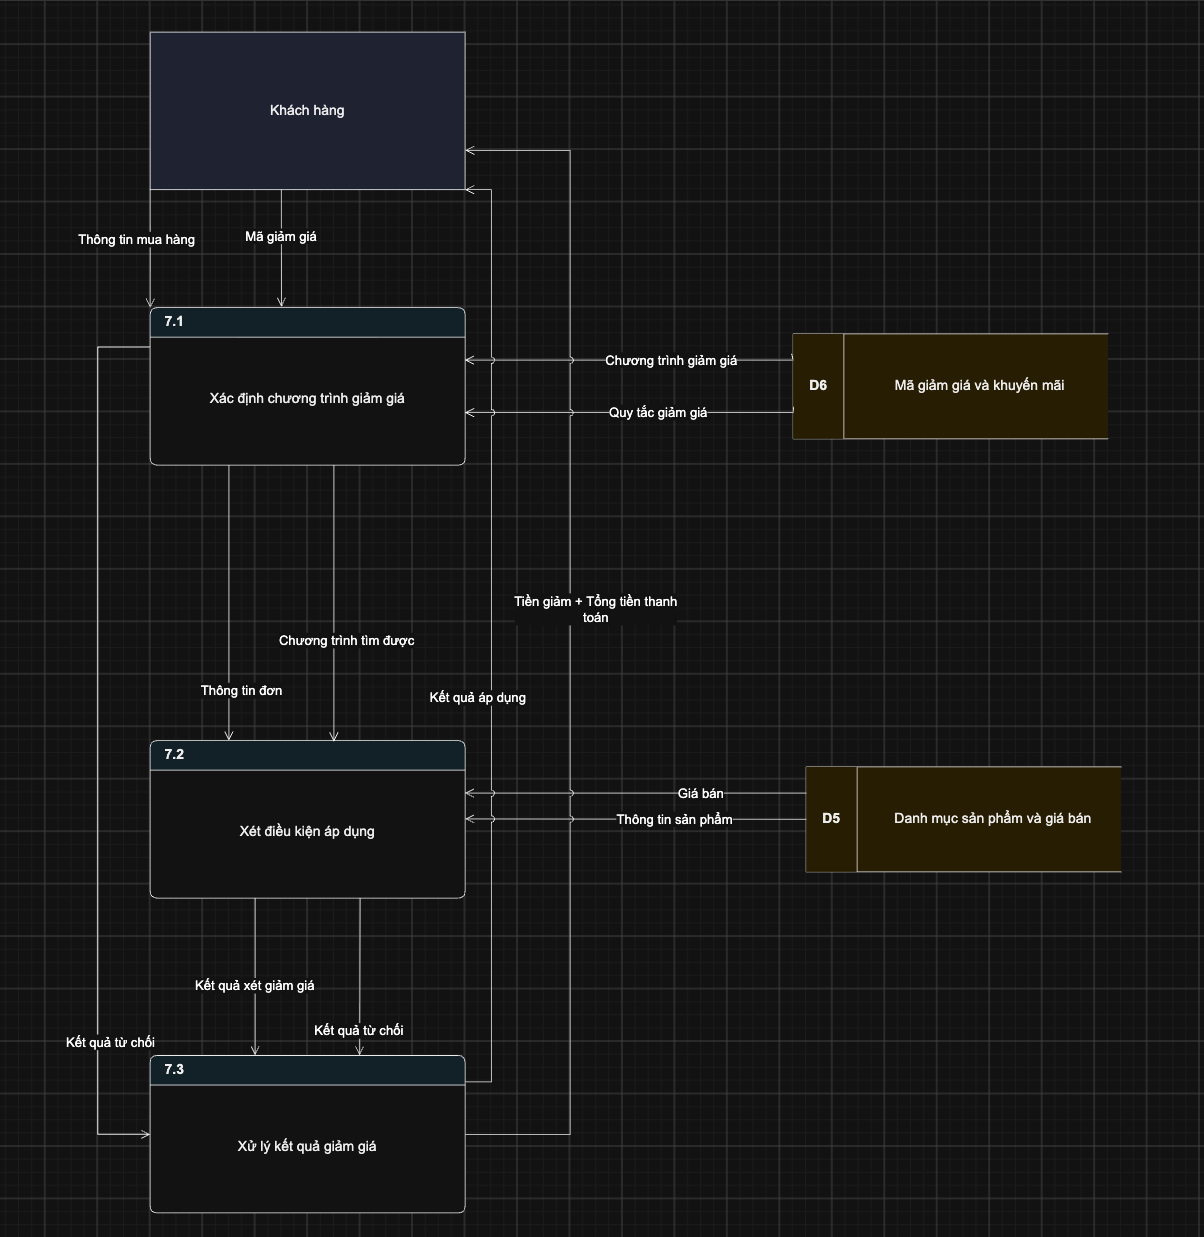 Khách hàng
Thông tin mua hàng
Mã giảm giá
7.1
Xác định chương trình giảm giá
Chương trình giảm giá
Quy tắc giảm giá
D6
Mã giảm giá và khuyến mãi
Tiền giảm + Tổng tiền thanh
toán
Chương trình tìm được
Thông tin đơn
Kết quả áp dụng
7.2
Xét điều kiện áp dụng
Giá bán
Thông tin sản phẩm
D5
Danh mục sản phẩm và giá bán
Kết quả xét giảm giá
Kết quả từ chối
Kết quả từ chối
7.3
Xử lý kết quả giảm giá